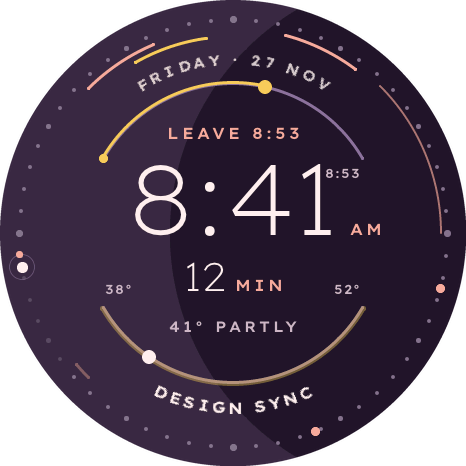 FRIDAY · 27 NOV
LEAVE 8:53
8:41 AM
8:53
12 MIN
38° 52°
41° PARTLY
DESIGN SYNC